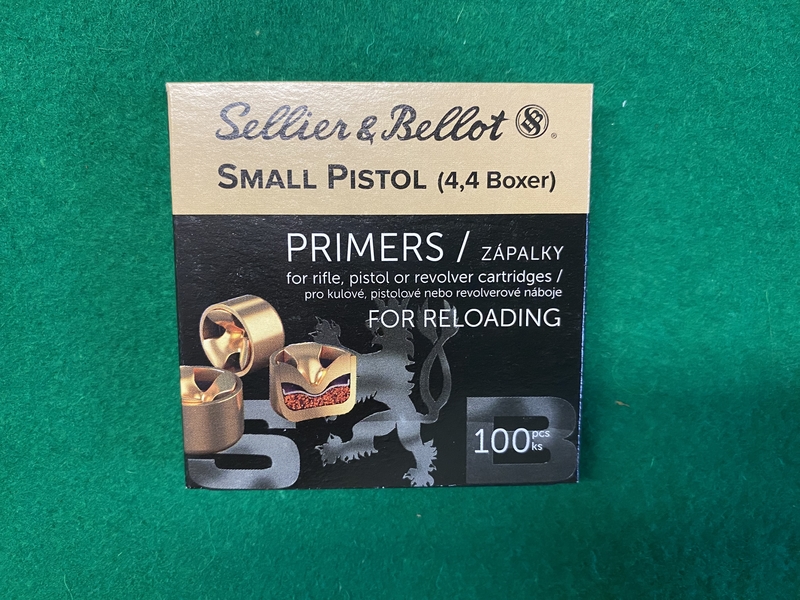 Sellier & Bellot ®
SMALL PISTOL (4,4 Boxer)
PRIMERS / ZÁPALKY
for rifle, pistol or revolver cartridges /
pro kulové, pistolové nebo revolverové náboje
FOR RELOADING
S B
100 pcs
ks